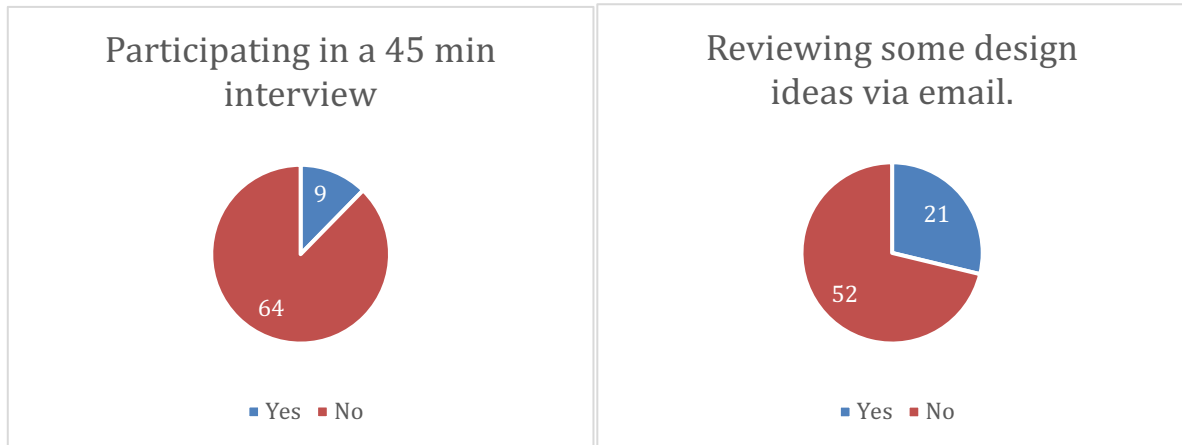 Participating in a 45 min
interview
9
64
Yes No
Reviewing some design
ideas via email.
21
52
Yes No